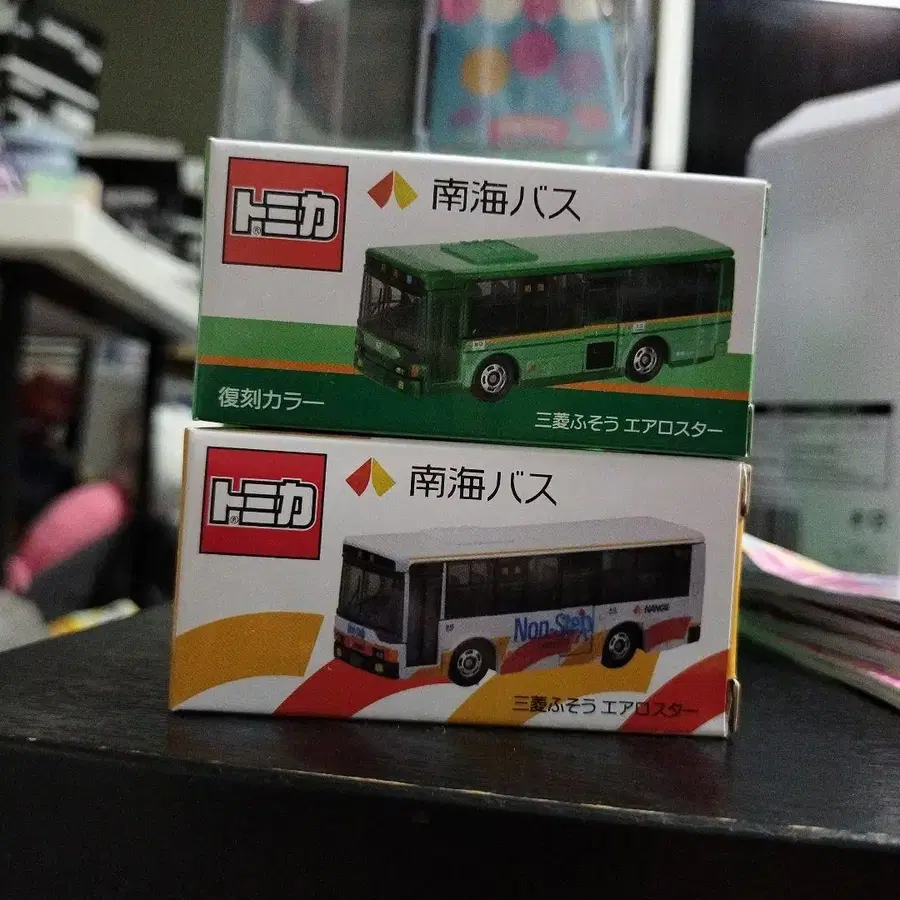 トミカ
南海バス
復刻カラー
三菱ふそう エアロスター
トミカ
南海バス
Non-Step
NANKAI
三菱ふそう エアロスター